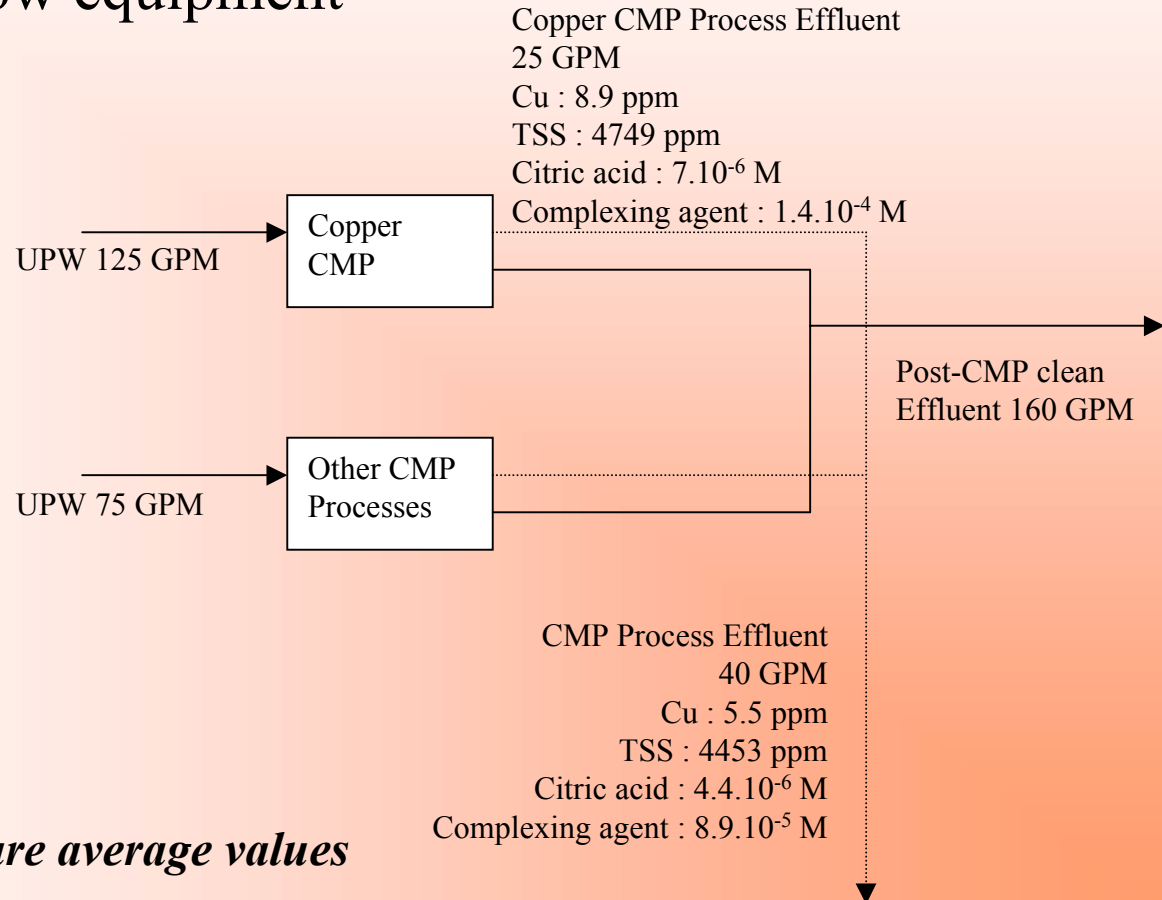 equipment
Copper CMP Process Effluent
25 GPM
Cu : 8.9 ppm
TSS : 4749 ppm
Citric acid : 7.10⁻⁶ M
Complexing agent : 1.4.10⁻⁴ M
Copper
CMP
UPW 125 GPM
Post-CMP clean
Effluent 160 GPM
Other CMP
Processes
UPW 75 GPM
CMP Process Effluent
40 GPM
Cu : 5.5 ppm
TSS : 4453 ppm
Citric acid : 4.4.10⁻⁶ M
Complexing agent : 8.9.10⁻⁵ M
are average values